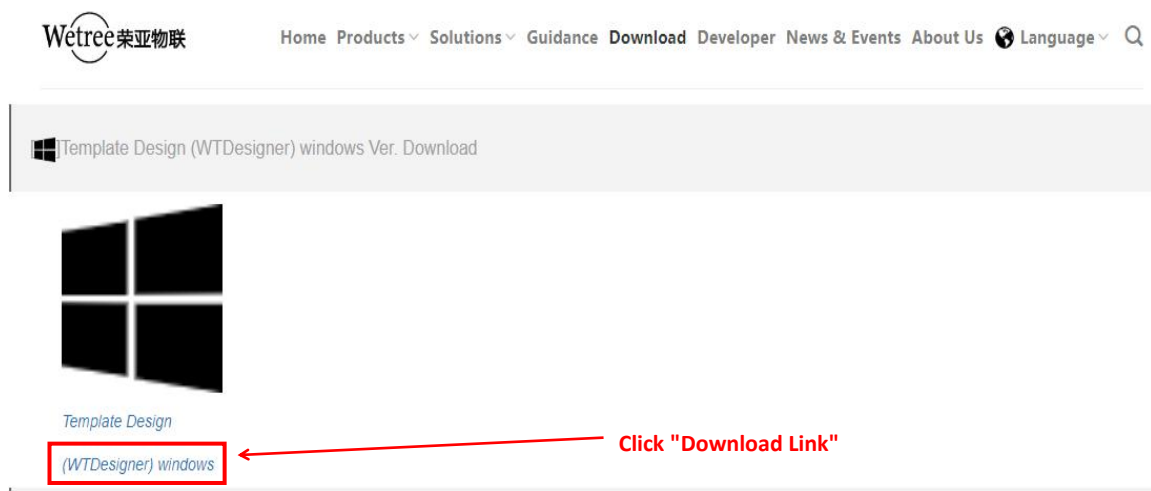 Wetree荣亚物联 Home Products Solutions Guidance Download Developer News & Events About Us Language
[]Template Design (WTDesigner) windows Ver. Download
Template Design
(WTDesigner) windows
Click "Download Link"